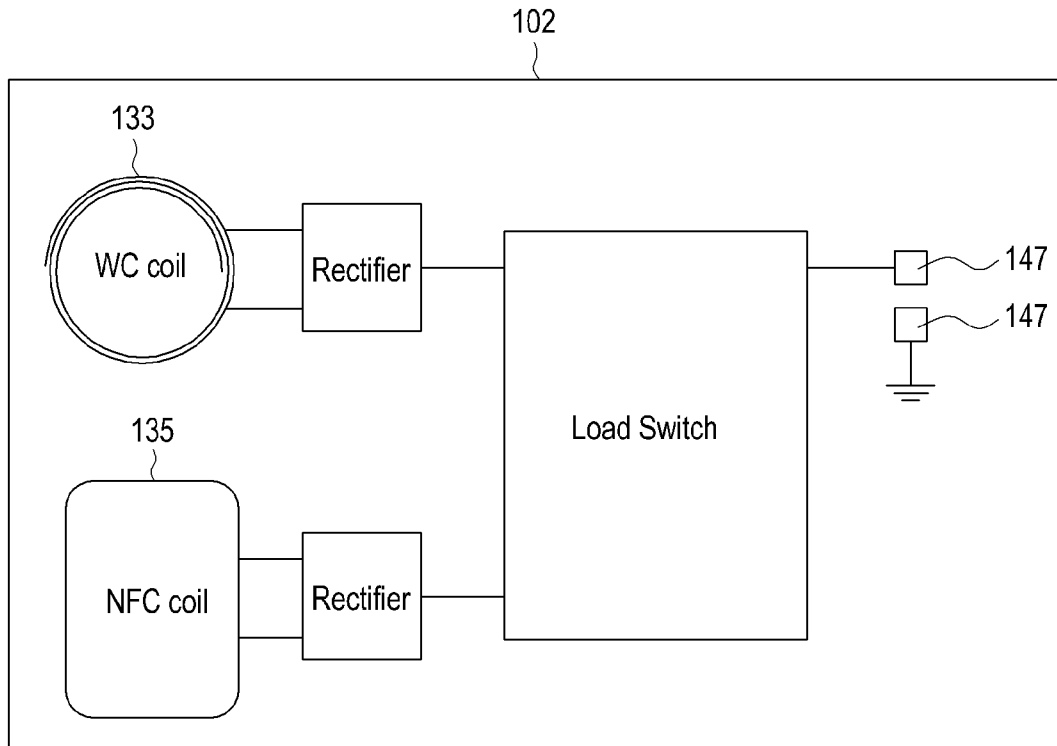 102
133
WC coil
Rectifier
147
147
Load Switch
135
NFC coil
Rectifier